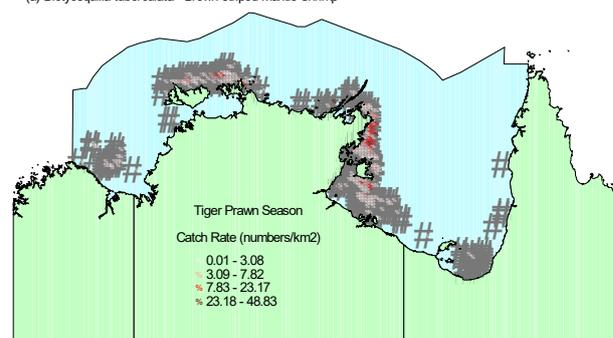 Tiger Prawn Season
Catch Rate (numbers/km2)
0.01 - 3.08
% 3.09 - 7.82
% 7.83 - 23.17
% 23.18 - 48.83